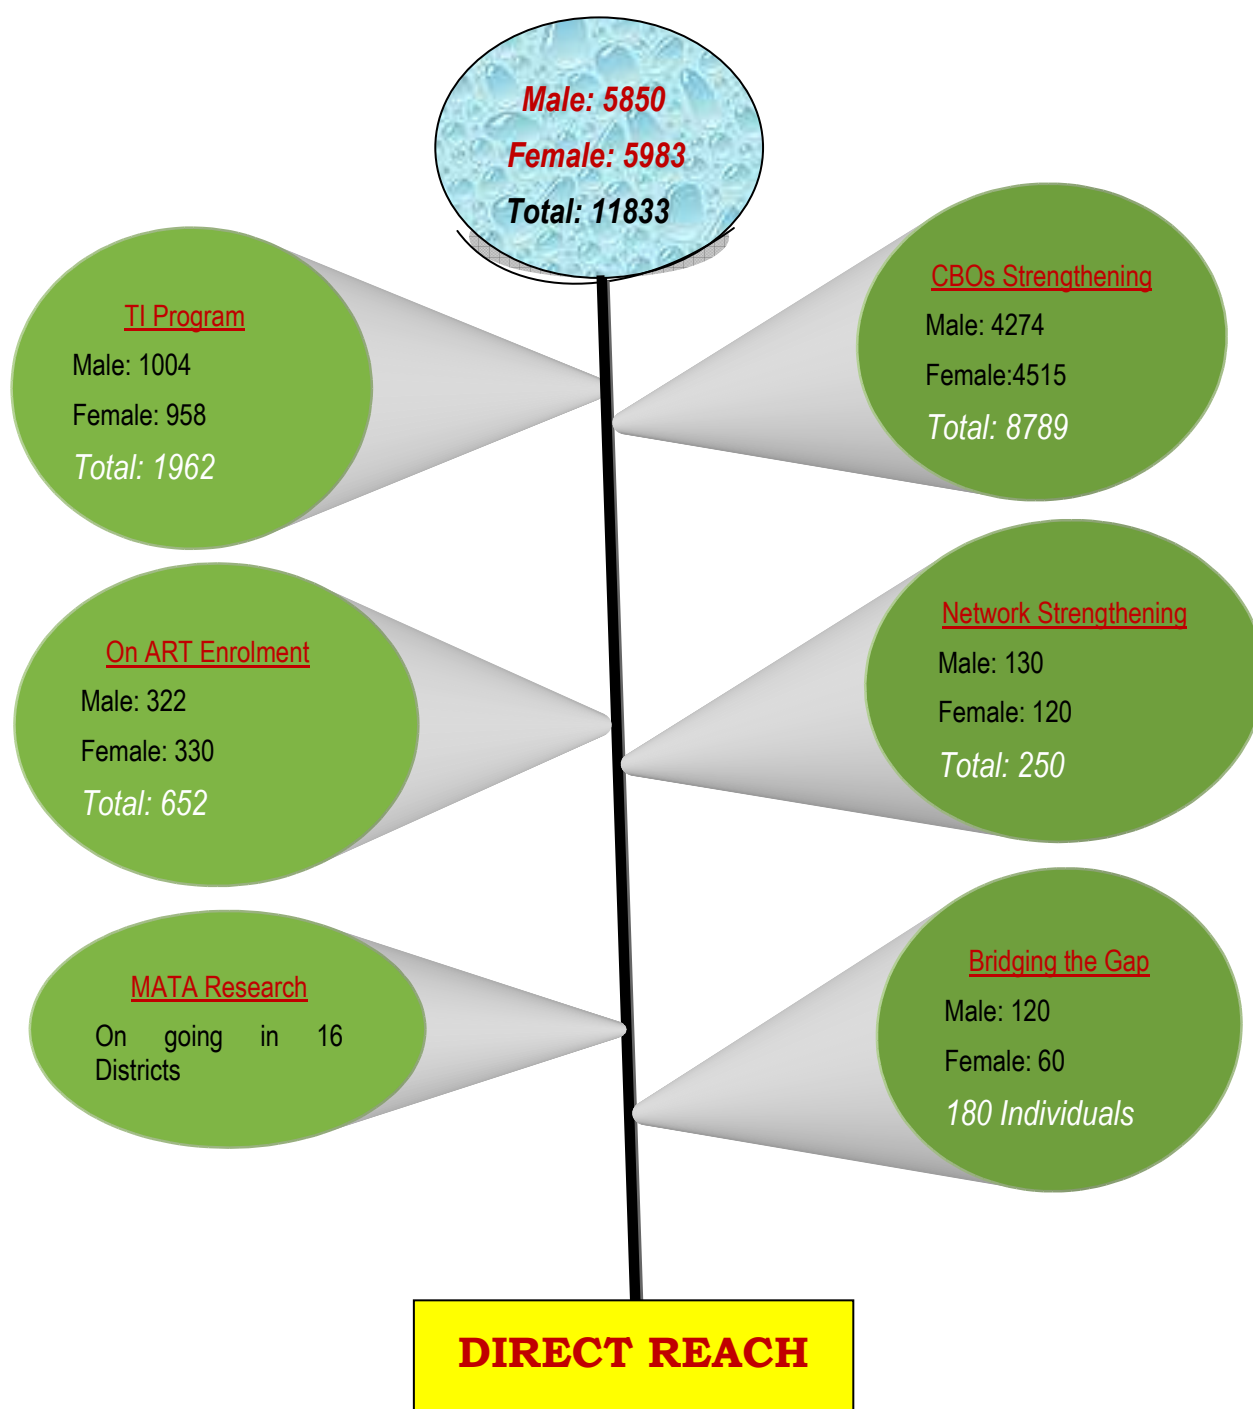 Male: 5850
Female: 5983
Total: 11833
TI Program
Male: 1004
Female: 958
Total: 1962
CBOs Strengthening
Male: 4274
Female:4515
Total: 8789
On ART Enrolment
Male: 322
Female: 330
Total: 652
Network Strengthening
Male: 130
Female: 120
Total: 250
MATA Research
On going in 16
Districts
Bridging the Gap
Male: 120
Female: 60
180 Individuals
DIRECT REACH